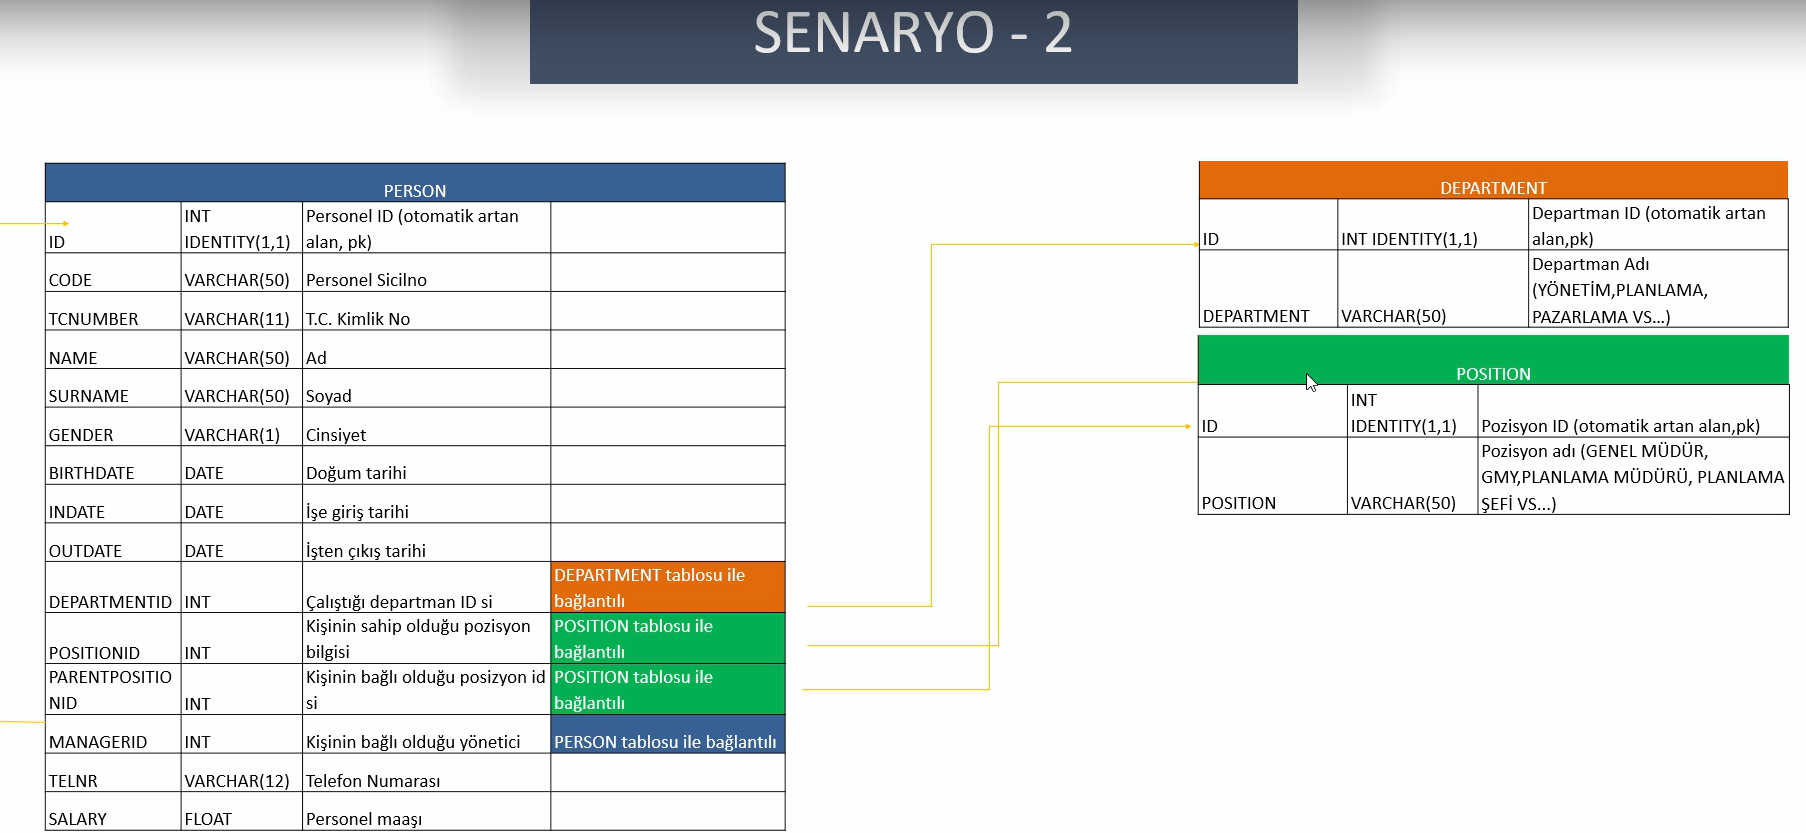 SENARYO - 2
PERSON
ID INT IDENTITY(1,1) Personel ID (otomatik artan alan, pk)
CODE VARCHAR(50) Personel Sicilno
TCNUMBER VARCHAR(11) T.C. Kimlik No
NAME VARCHAR(50) Ad
SURNAME VARCHAR(50) Soyad
GENDER VARCHAR(1) Cinsiyet
BIRTHDATE DATE Doğum tarihi
INDATE DATE İşe giriş tarihi
OUTDATE DATE İşten çıkış tarihi
DEPARTMENTID INT Çalıştığı departman ID si DEPARTMENT tablosu ile bağlantılı
POSITIONID INT Kişinin sahip olduğu pozisyon bilgisi POSITION tablosu ile bağlantılı
PARENTPOSITIONID INT Kişinin bağlı olduğu posizyon id si POSITION tablosu ile bağlantılı
MANAGERID INT Kişinin bağlı olduğu yönetici PERSON tablosu ile bağlantılı
TELNR VARCHAR(12) Telefon Numarası
SALARY FLOAT Personel maaşı
DEPARTMENT
ID INT IDENTITY(1,1) Departman ID (otomatik artan alan,pk)
DEPARTMENT VARCHAR(50) Departman Adı (YÖNETİM,PLANLAMA, PAZARLAMA VS...)
POSITION
ID INT IDENTITY(1,1) Pozisyon ID (otomatik artan alan,pk)
POSITION VARCHAR(50) Pozisyon adı (GENEL MÜDÜR, GMY,PLANLAMA MÜDÜRÜ, PLANLAMA ŞEFİ VS...)